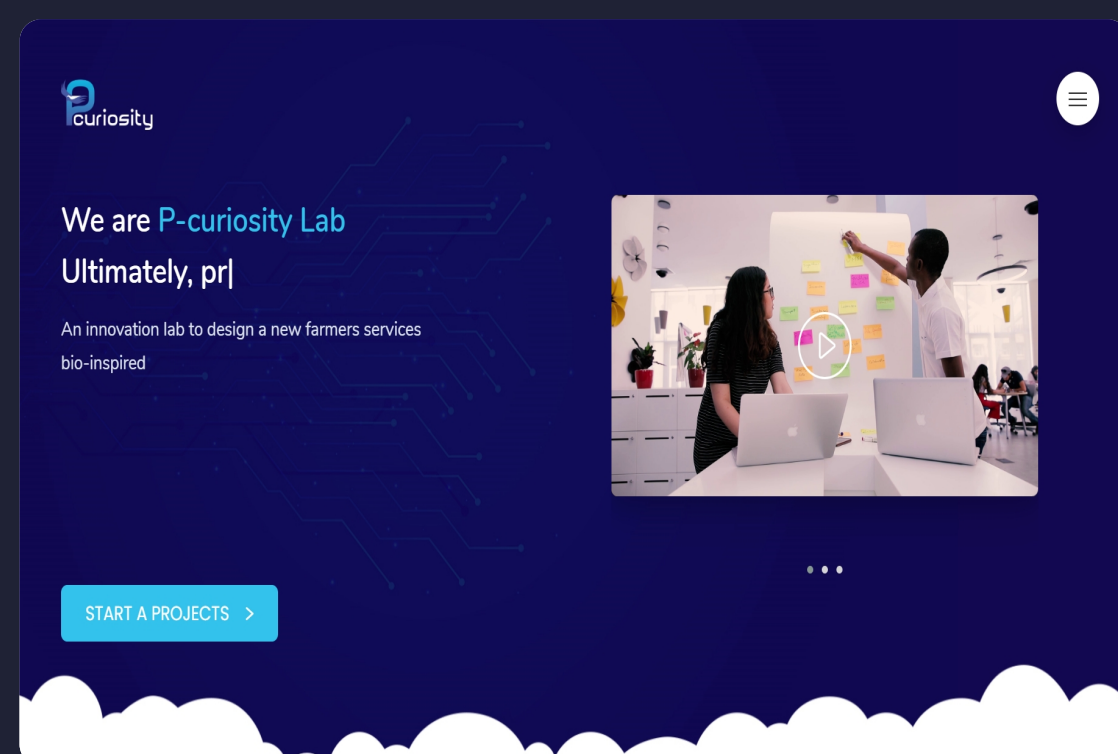 Pcuriosity
We are P-curiosity Lab
Ultimately, pr|
An innovation lab to design a new farmers services
bio-inspired
START A PROJECTS